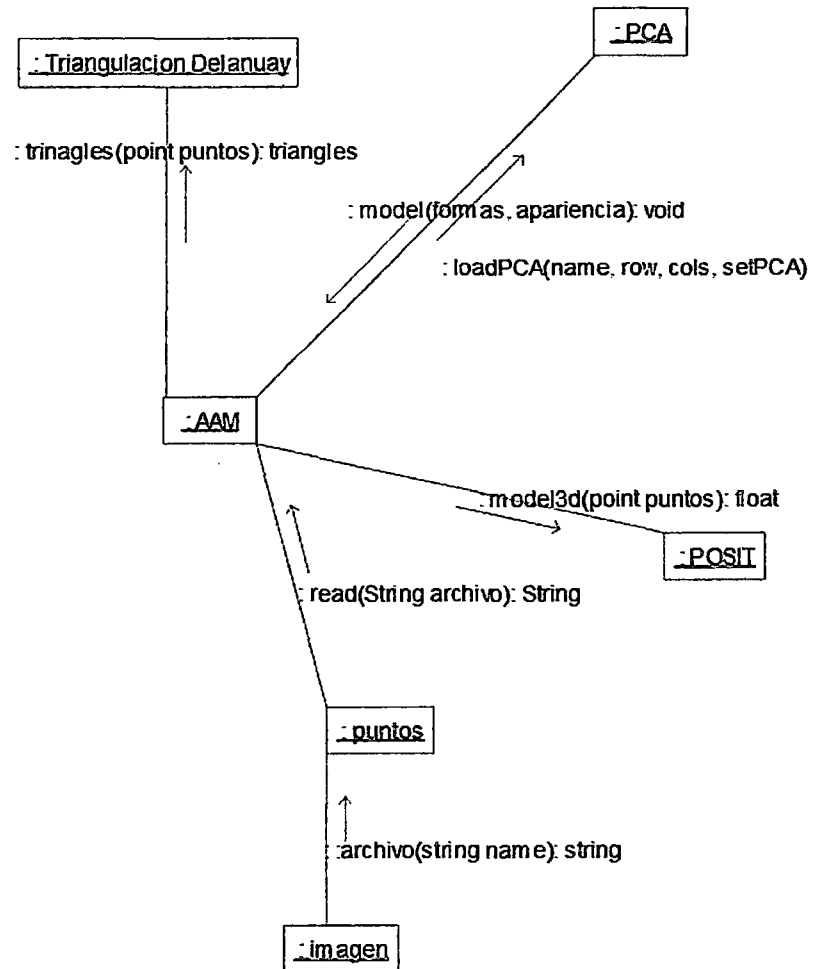 : PCA
: Triangulacion Delanuay
: trinagles(point puntos): triangles
: model(formas, apariencia): void
: loadPCA(name, row, cols, setPCA)
: AAM
: model3d(point puntos): float
: POSIT
: read(String archivo): String
: puntos
: archivo(string name): string
: imagen